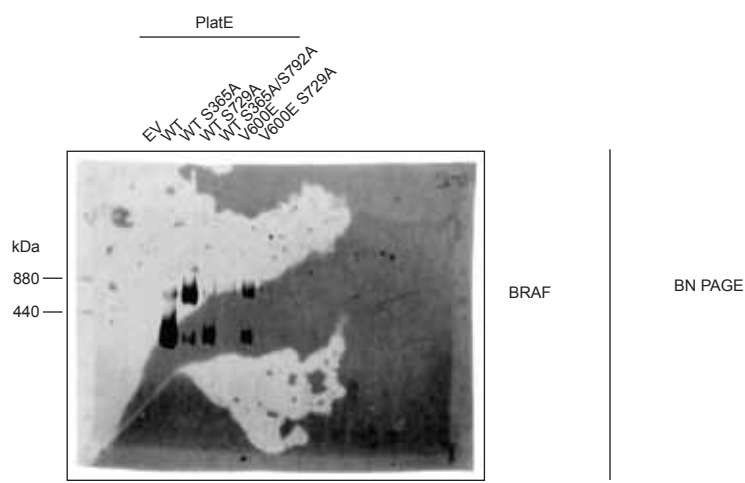 PlatE
EV
WT
WT S365A
WT S729A
WT S365A/S792A
V600E
V600E S729A
kDa
880
440
BRAF
BN PAGE